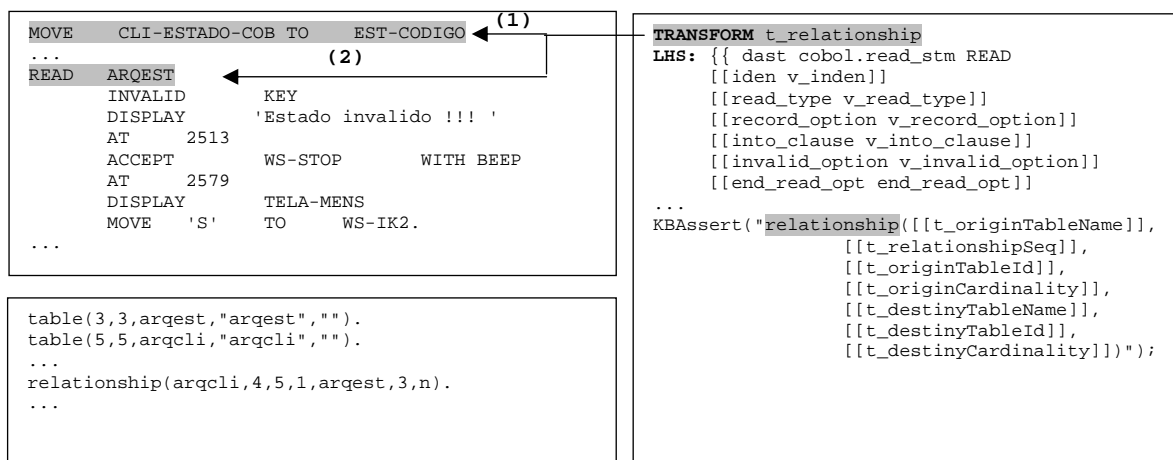 MOVE CLI-ESTADO-COB TO EST-CODIGO (1)
... (2)
READ ARQEST
INVALID KEY
DISPLAY 'Estado invalido !!! '
AT 2513
ACCEPT WS-STOP WITH BEEP
AT 2579
DISPLAY TELA-MENS
MOVE 'S' TO WS-IK2.
...
table(3,3,arqest,"arqest","").
table(5,5,arqcli,"arqcli","").
...
relationship(arqcli,4,5,1,arqest,3,n).
...
TRANSFORM t_relationship
LHS: {{ dast cobol.read_stm READ
[[iden v_inden]]
[[read_type v_read_type]]
[[record_option v_record_option]]
[[into_clause v_into_clause]]
[[invalid_option v_invalid_option]]
[[end_read_opt end_read_opt]]
...
KBAssert("relationship([[t_originTableName]],
[[t_relationshipSeq]],
[[t_originTableId]],
[[t_originCardinality]],
[[t_destinyTableName]],
[[t_destinyTableId]],
[[t_destinyCardinality]])");